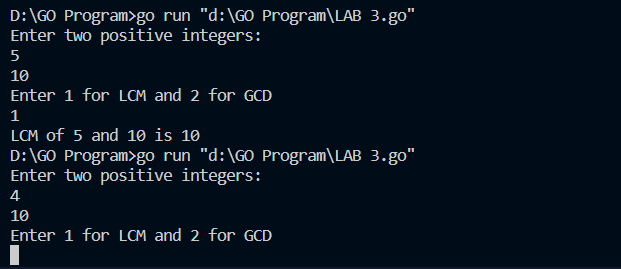 D:\GO Program>go run "d:\GO Program\LAB 3.go"
Enter two positive integers:
5
10
Enter 1 for LCM and 2 for GCD
1
LCM of 5 and 10 is 10
D:\GO Program>go run "d:\GO Program\LAB 3.go"
Enter two positive integers:
4
10
Enter 1 for LCM and 2 for GCD